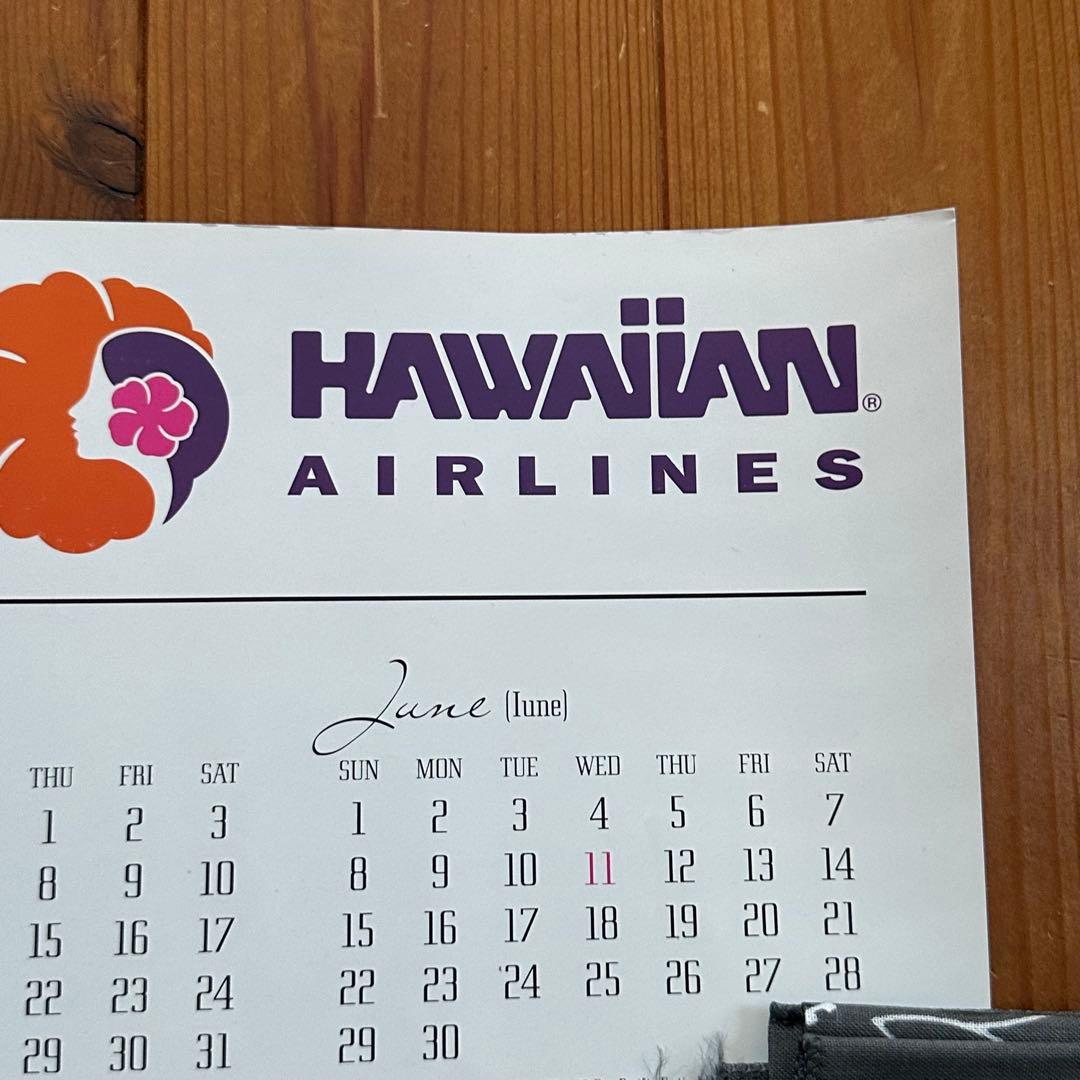 HAWAIIAN®
AIRLINES
June (Iune)
THU FRI SAT
1 2 3
8 9 10
15 16 17
22 23 24
29 30 31
SUN MON TUE WED THU FRI SAT
1 2 3 4 5 6 7
8 9 10 11 12 13 14
15 16 17 18 19 20 21
22 23 24 25 26 27 28
29 30